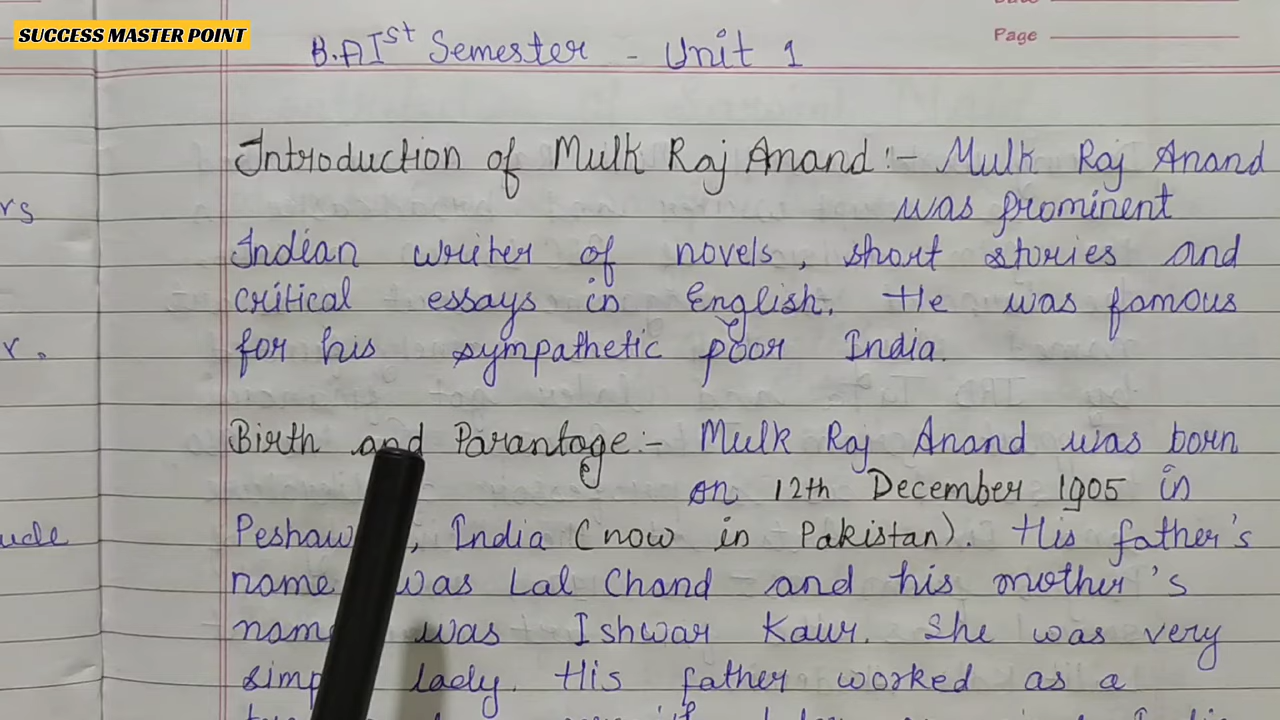 SUCCESS MASTER POINT
Page
B.A Ist Semester - Unit 1
Introduction of Mulk Raj Anand :- Mulk Raj Anand
was prominent
rs
Indian writer of novels, short stories and
critical essays in English. He was famous
for his sympathetic poor India.
r.
Birth and Parantage :- Mulk Raj Anand was born
on 12th December 1905 in
Peshaw , India (now in Pakistan). His father's
ude
name was Lal Chand and his mother's
nam was Ishwar Kaur. She was very
simp lady. His father worked as a